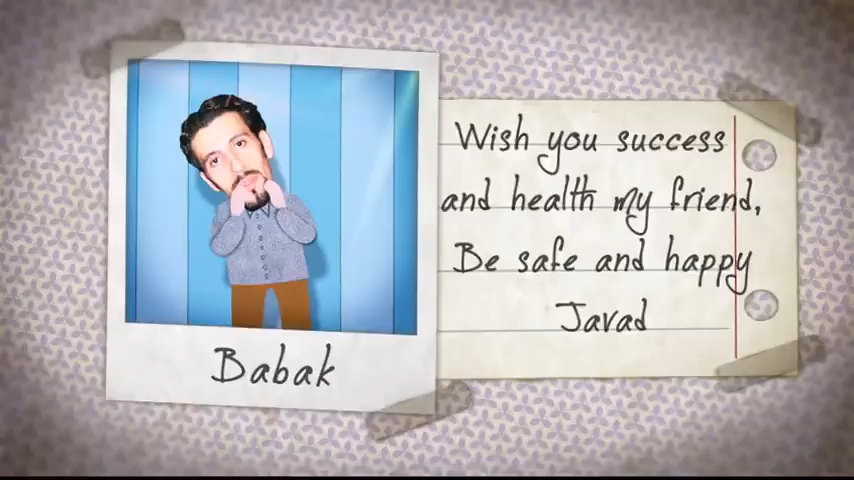 Wish you success
and health my friend,
Be safe and happy
Javad
Babak